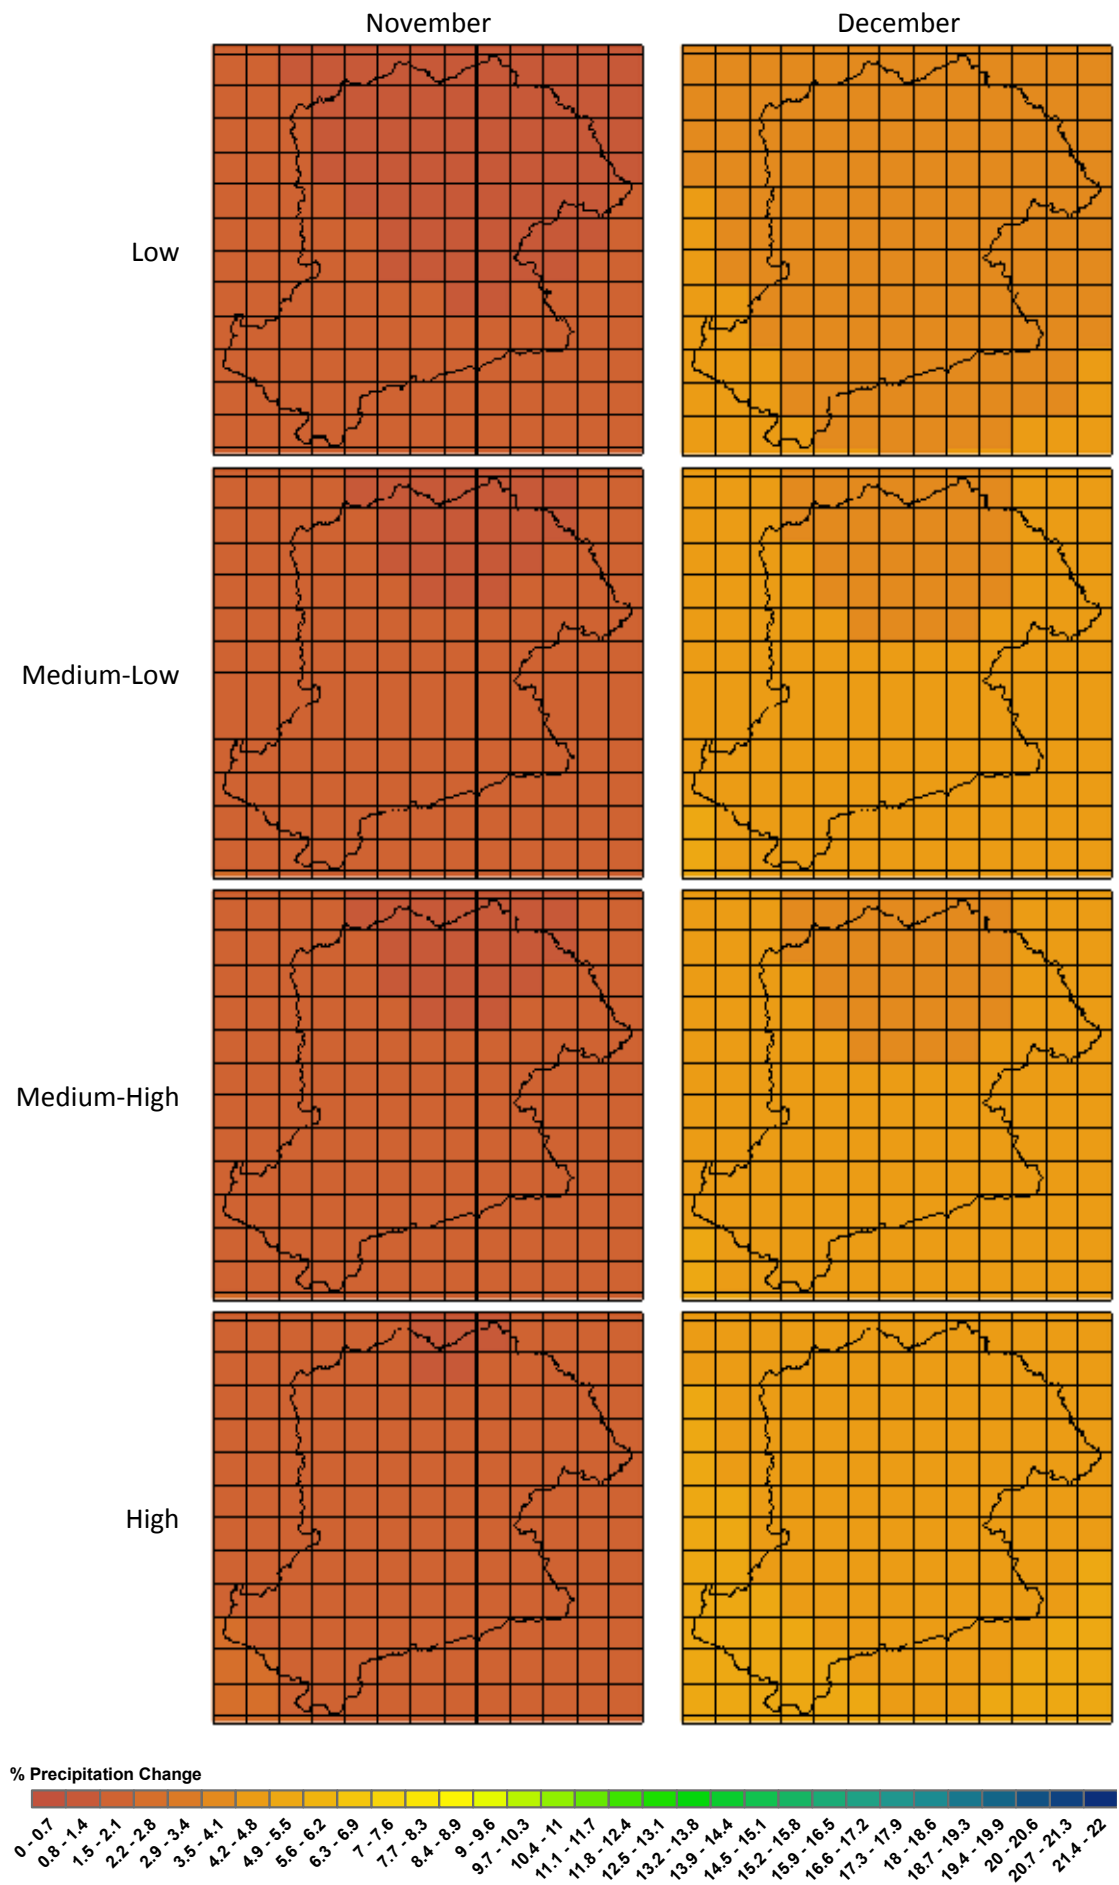 November December
Low
Medium-Low
Medium-High
High
% Precipitation Change
0 - 0.7
0.8 - 1.4
1.5 - 2.1
2.2 - 2.8
2.9 - 3.4
3.5 - 4.1
4.2 - 4.8
4.9 - 5.5
5.6 - 6.2
6.3 - 6.9
7 - 7.6
7.7 - 8.3
8.4 - 8.9
9 - 9.6
9.7 - 10.3
10.4 - 11
11.1 - 11.7
11.8 - 12.4
12.5 - 13.1
13.2 - 13.8
13.9 - 14.4
14.5 - 15.1
15.2 - 15.8
15.9 - 16.5
16.6 - 17.2
17.3 - 17.9
18 - 18.6
18.7 - 19.3
19.4 - 19.9
20 - 20.6
20.7 - 21.3
21.4 - 22